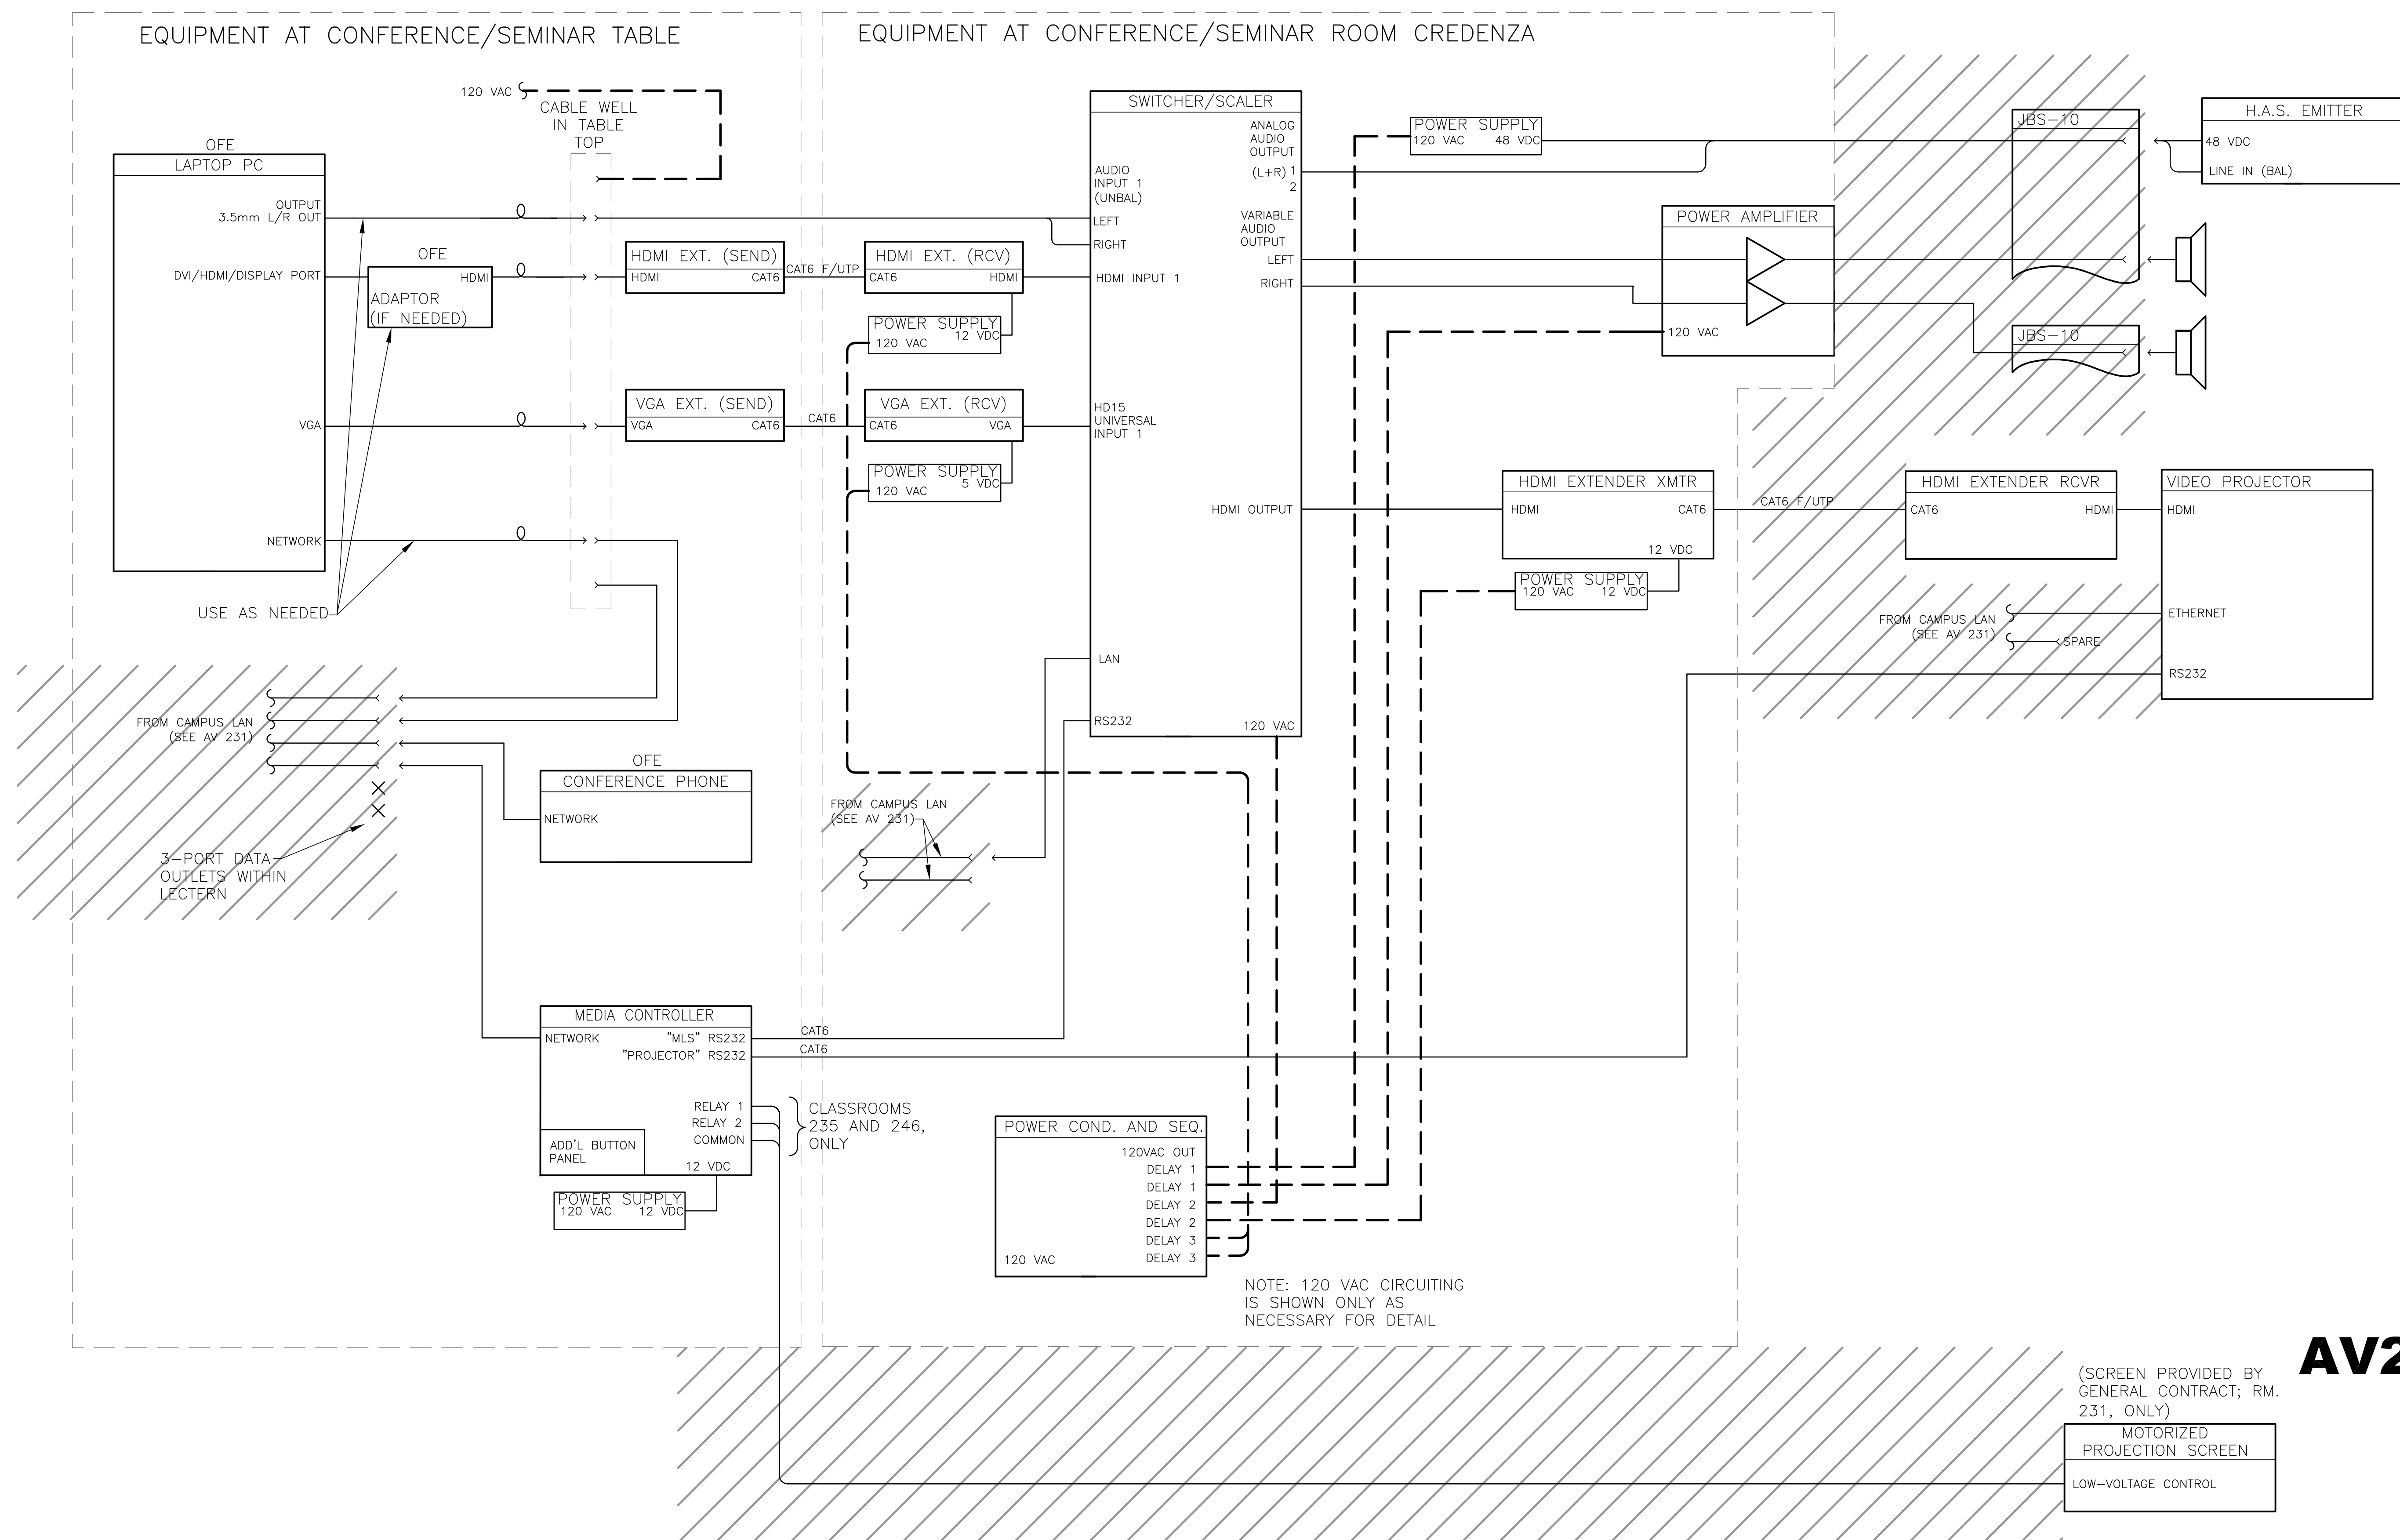 EQUIPMENT AT CONFERENCE/SEMINAR TABLE
120 VAC
CABLE WELL
IN TABLE
TOP
OFE
LAPTOP PC
OUTPUT
3.5mm L/R OUT
DVI/HDMI/DISPLAY PORT
VGA
NETWORK
OFE
HDMI
ADAPTOR
(IF NEEDED)
USE AS NEEDED
HDMI EXT. (SEND)
HDMI CAT6
CAT6 F/UTP
VGA EXT. (SEND)
VGA CAT6
CAT6
FROM CAMPUS LAN
(SEE AV 231)
3-PORT DATA
OUTLETS WITHIN
LECTERN
OFE
CONFERENCE PHONE
NETWORK
MEDIA CONTROLLER
NETWORK "MLS" RS232
"PROJECTOR" RS232
RELAY 1
RELAY 2
COMMON
ADD'L BUTTON
PANEL
12 VDC
POWER SUPPLY
120 VAC 12 VDC
CAT6
CAT6
CLASSROOMS
235 AND 246,
ONLY
EQUIPMENT AT CONFERENCE/SEMINAR ROOM CREDENZA
HDMI EXT. (RCV)
CAT6 HDMI
POWER SUPPLY
120 VAC 12 VDC
VGA EXT. (RCV)
CAT6 VGA
POWER SUPPLY
120 VAC 5 VDC
SWITCHER/SCALER
AUDIO
INPUT 1
(UNBAL)
LEFT
RIGHT
HDMI INPUT 1
HD15
UNIVERSAL
INPUT 1
LAN
RS232
ANALOG
AUDIO
OUTPUT
(L+R) 1
2
VARIABLE
AUDIO
OUTPUT
LEFT
RIGHT
HDMI OUTPUT
120 VAC
FROM CAMPUS LAN
(SEE AV 231)
POWER COND. AND SEQ.
120VAC OUT
DELAY 1
DELAY 1
DELAY 2
DELAY 2
DELAY 3
DELAY 3
120 VAC
NOTE: 120 VAC CIRCUITING
IS SHOWN ONLY AS
NECESSARY FOR DETAIL
POWER SUPPLY
120 VAC 48 VDC
POWER AMPLIFIER
120 VAC
HDMI EXTENDER XMTR
HDMI CAT6
12 VDC
POWER SUPPLY
120 VAC 12 VDC
CAT6 F/UTP
JBS-10
JBS-10
H.A.S. EMITTER
48 VDC
LINE IN (BAL)
HDMI EXTENDER RCVR
CAT6 HDMI
VIDEO PROJECTOR
HDMI
ETHERNET
RS232
FROM CAMPUS LAN
(SEE AV 231)
SPARE
AV2
(SCREEN PROVIDED BY
GENERAL CONTRACT; RM.
231, ONLY)
MOTORIZED
PROJECTION SCREEN
LOW-VOLTAGE CONTROL